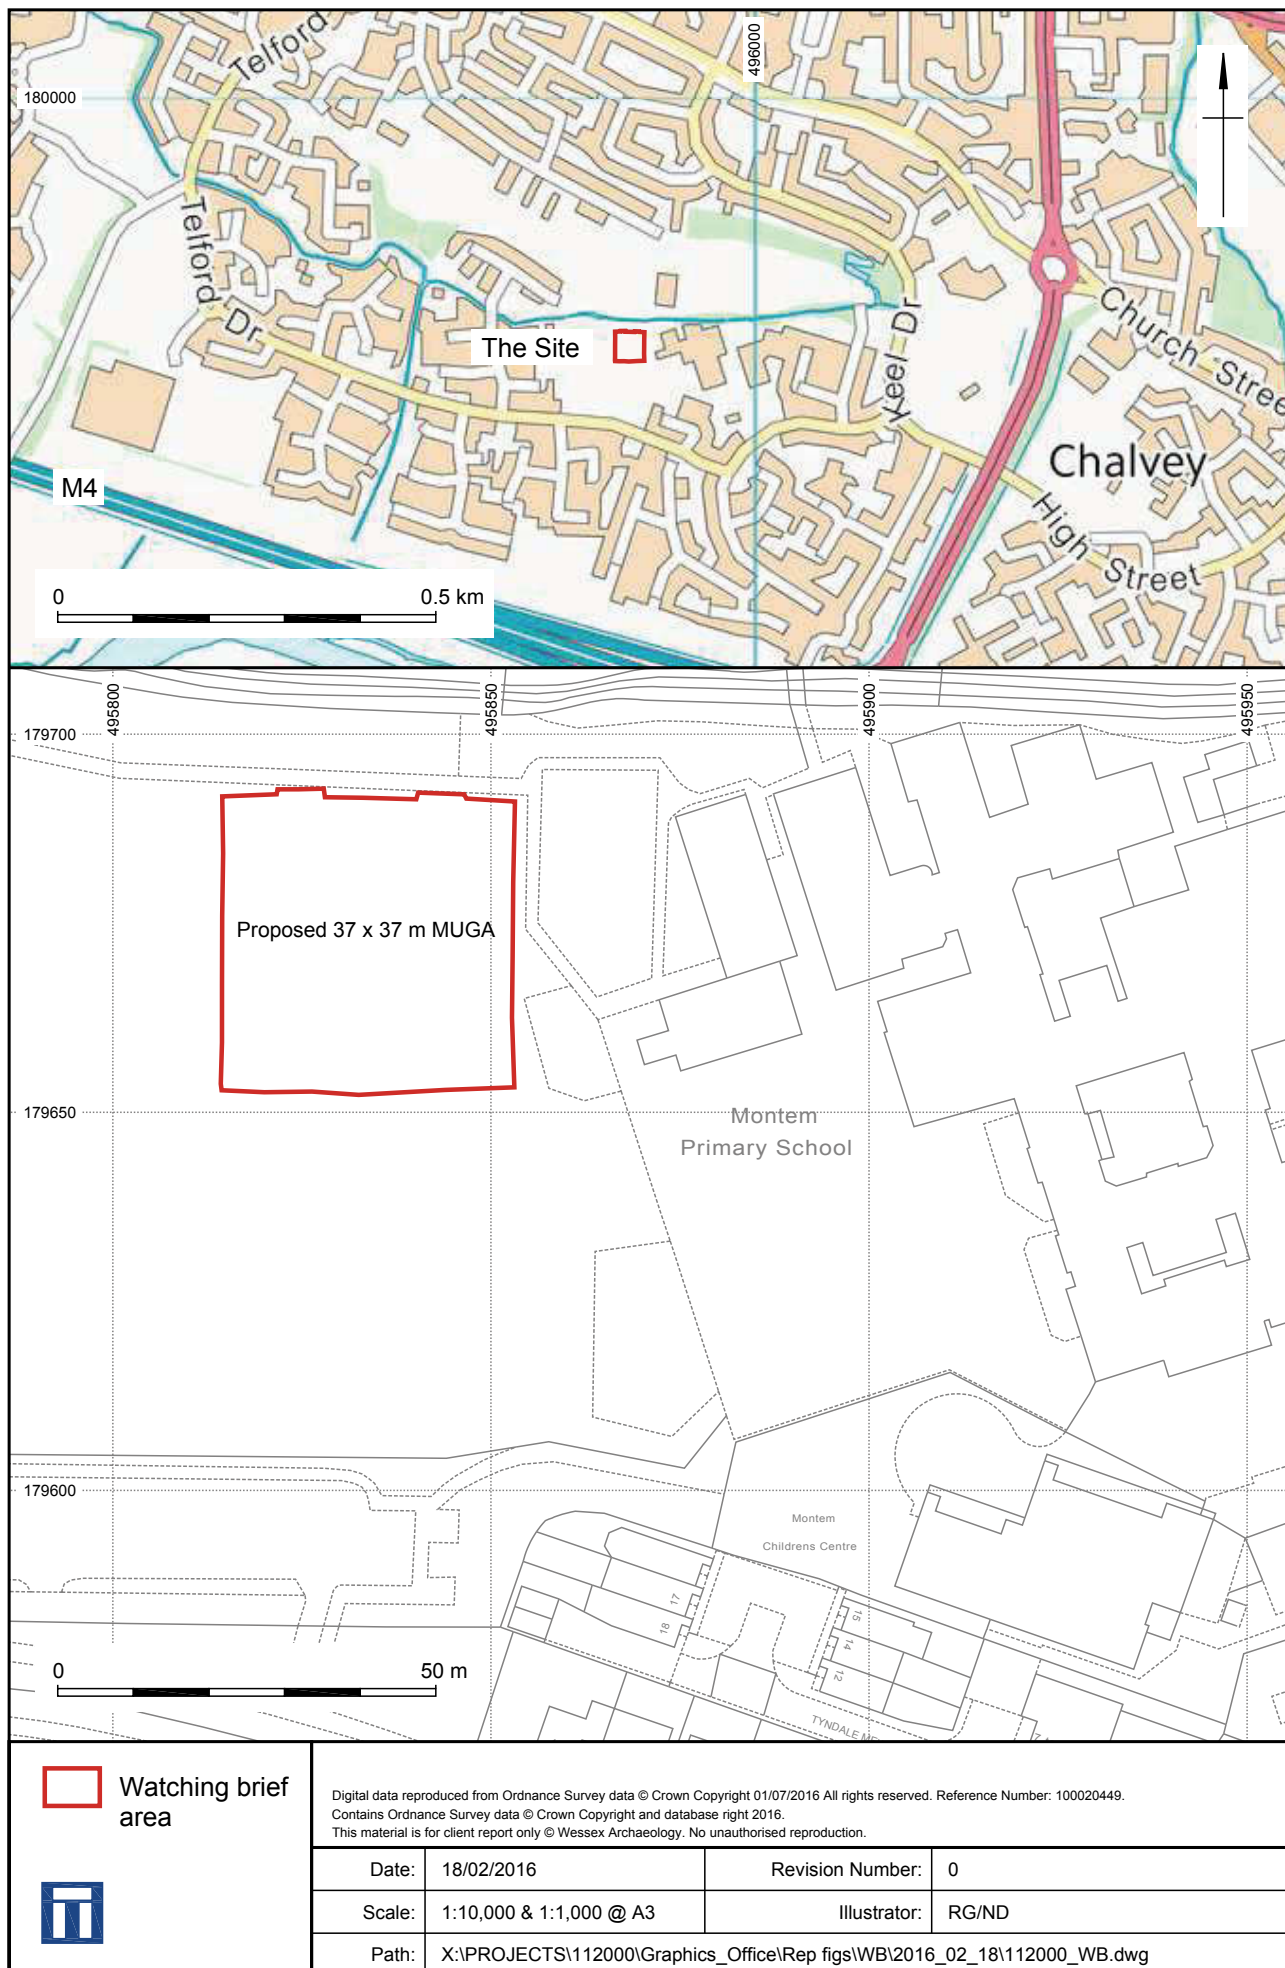 Telford
496000
180000
Telford
Dr
The Site
Keel Dr
Church Street
Chalvey
High Street
M4
0 0.5 km
495800
495850
495900
495950
179700
Proposed 37 x 37 m MUGA
179650
Montem
Primary School
179600
Montem
Childrens Centre
17
18
15
14
12
TYNDALE ME
0 50 m
Watching brief
area
Digital data reproduced from Ordnance Survey data © Crown Copyright 01/07/2016 All rights reserved. Reference Number: 100020449.
Contains Ordnance Survey data © Crown Copyright and database right 2016.
This material is for client report only © Wessex Archaeology. No unauthorised reproduction.
Date: 18/02/2016 Revision Number: 0
Scale: 1:10,000 & 1:1,000 @ A3 Illustrator: RG/ND
Path: X:\PROJECTS\112000\Graphics_Office\Rep figs\WB\2016_02_18\112000_WB.dwg